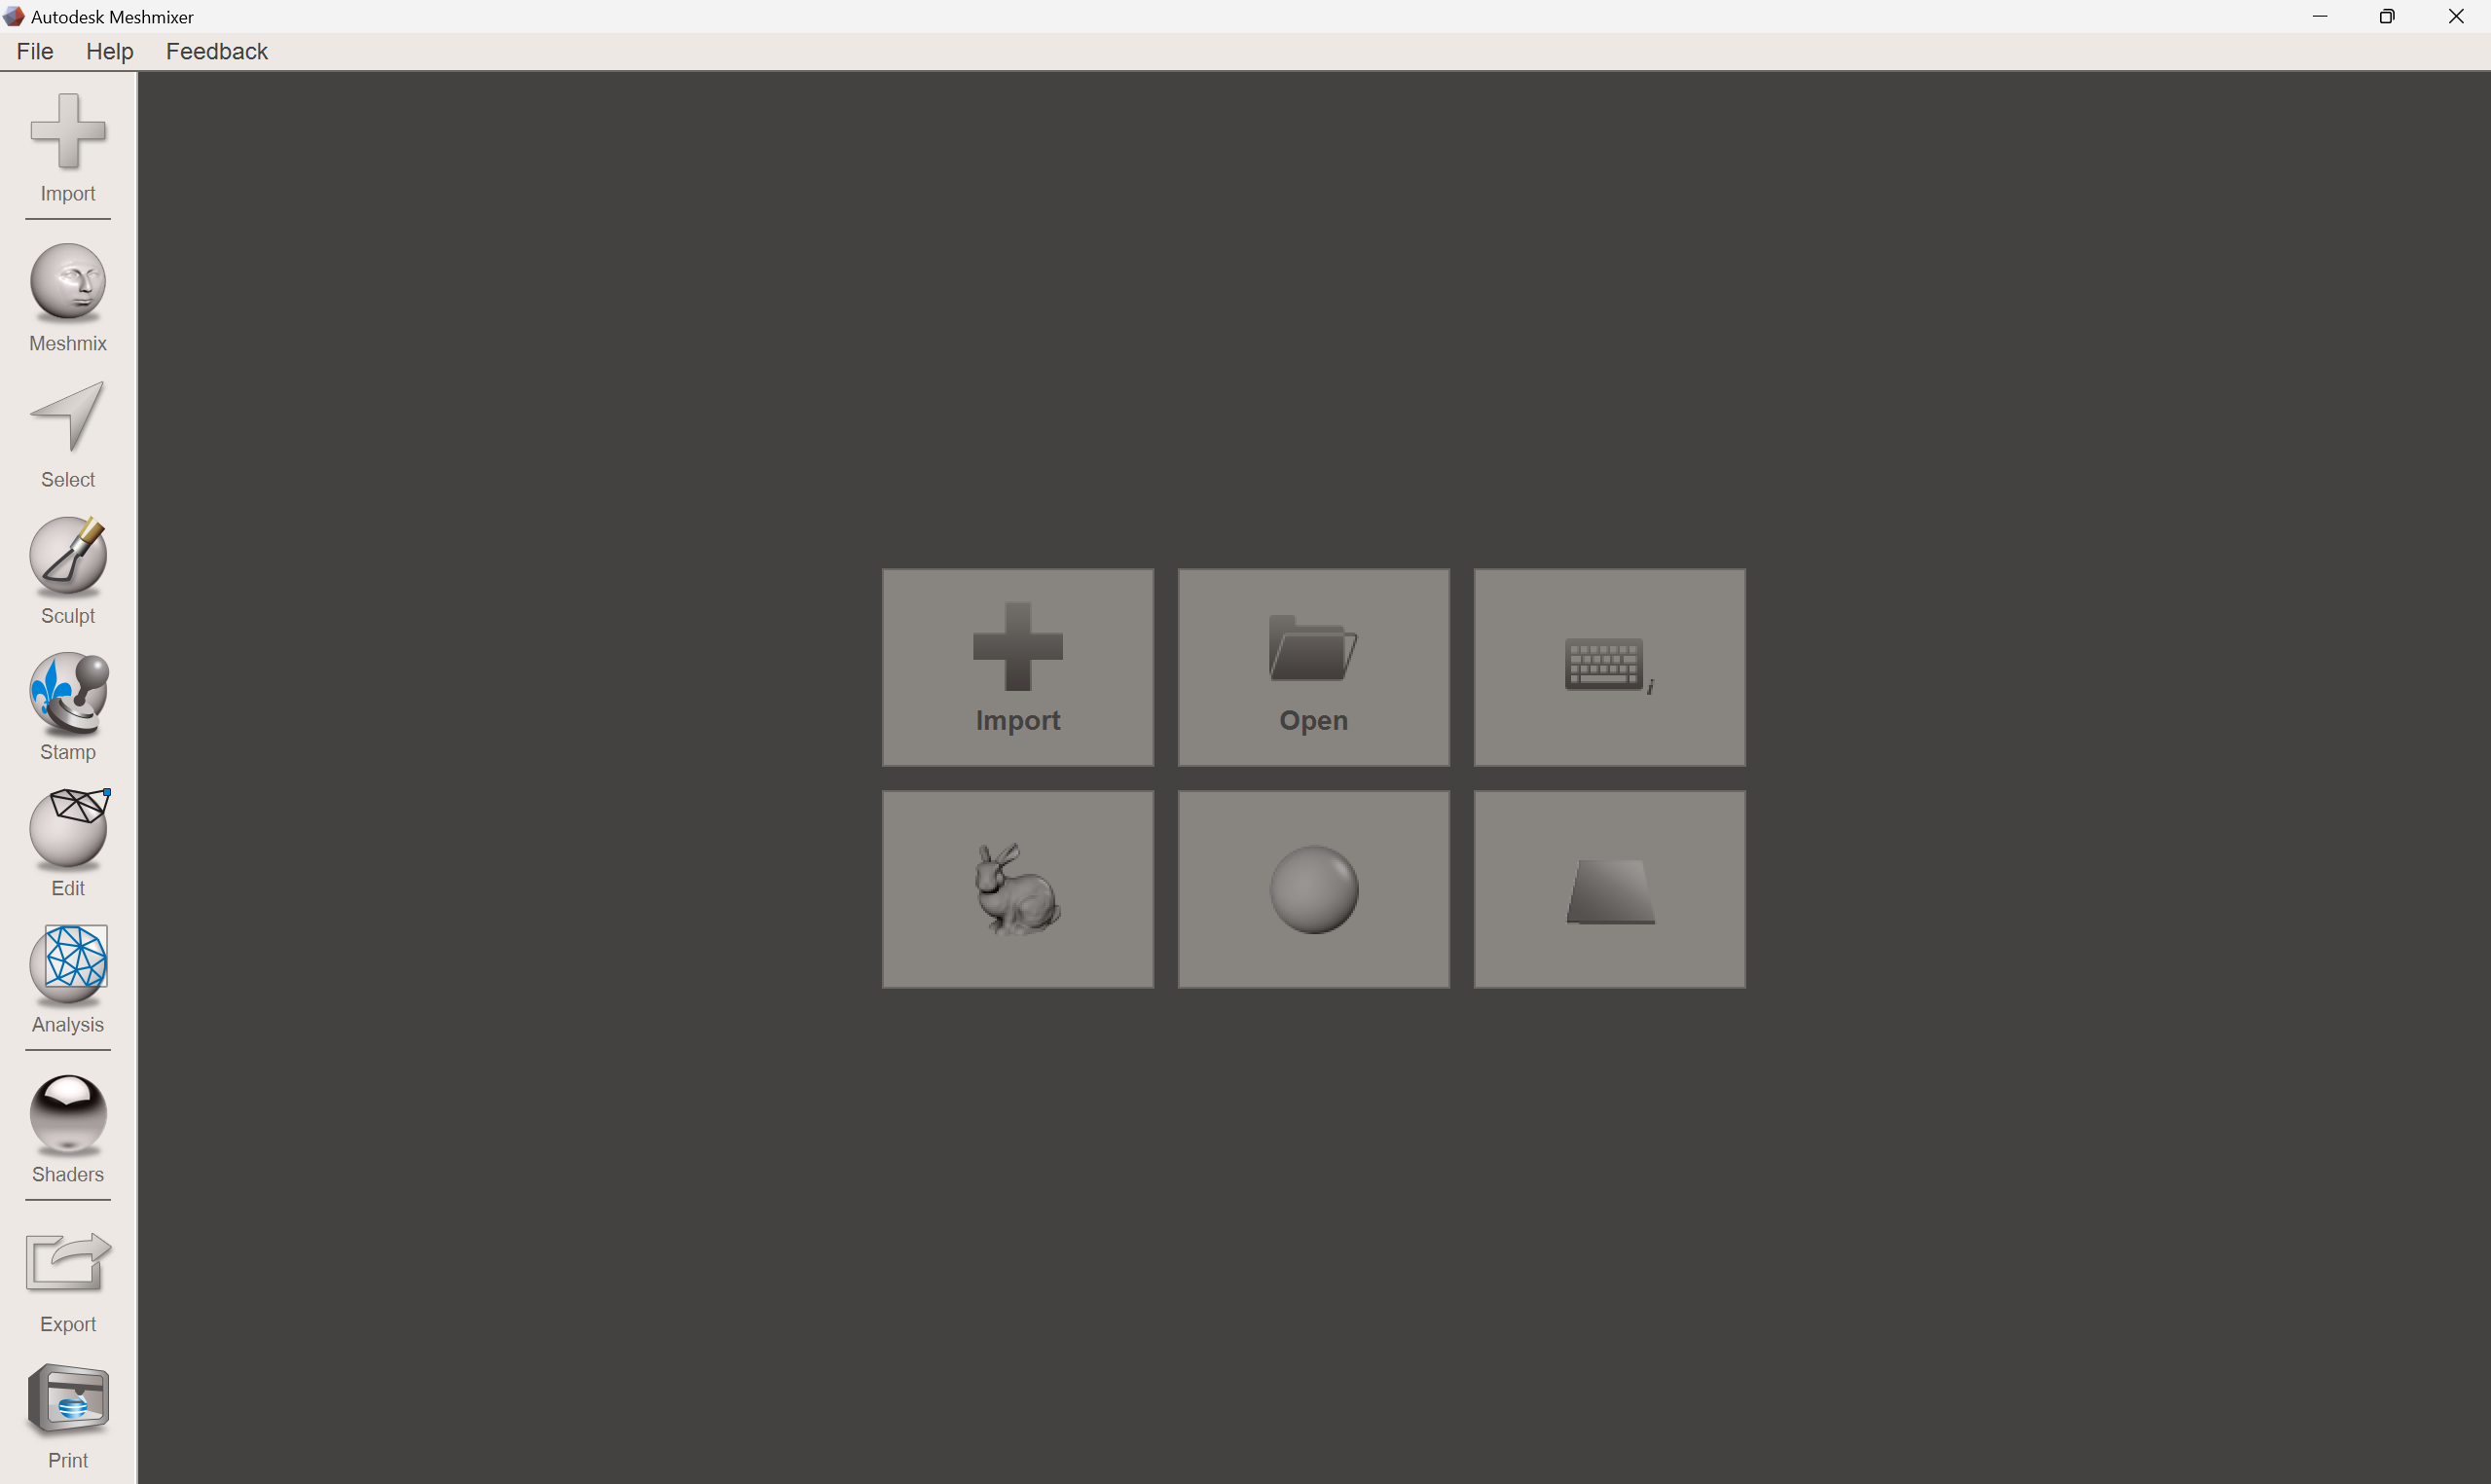 Autodesk Meshmixer
File Help Feedback
Import
Meshmix
Select
Sculpt
Stamp
Edit
Analysis
Shaders
Export
Print
Import
Open
i